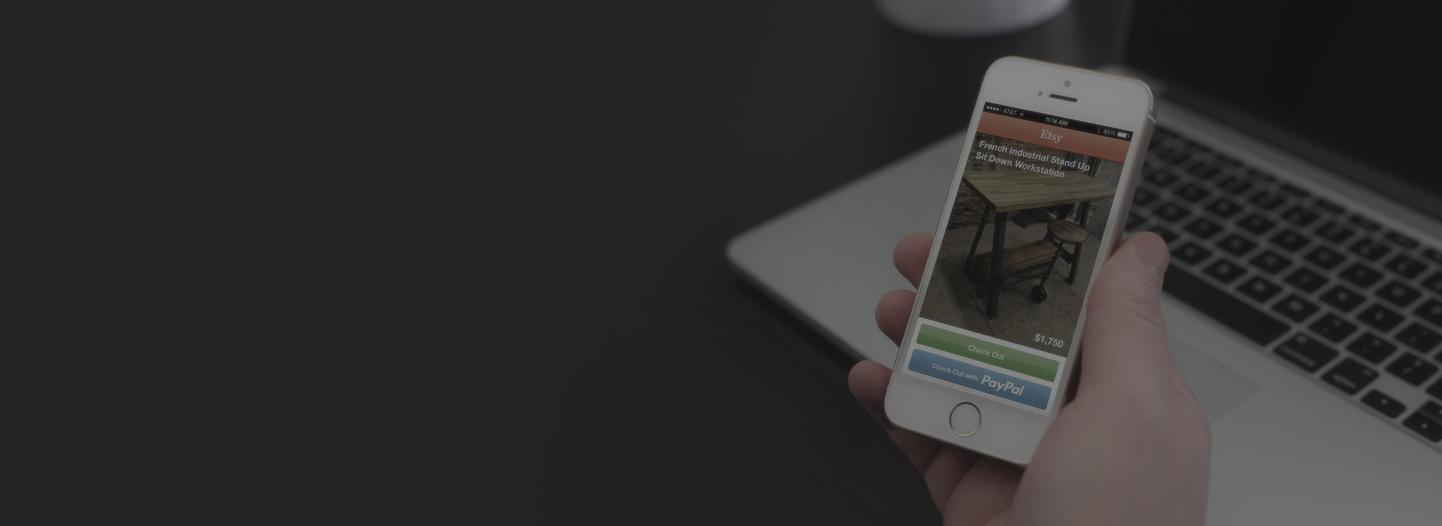 AT&T 11:14 AM 85%
Etsy
French Industrial Stand Up
Sit Down Workstation
$1,750
Check Out
Check Out with PayPal